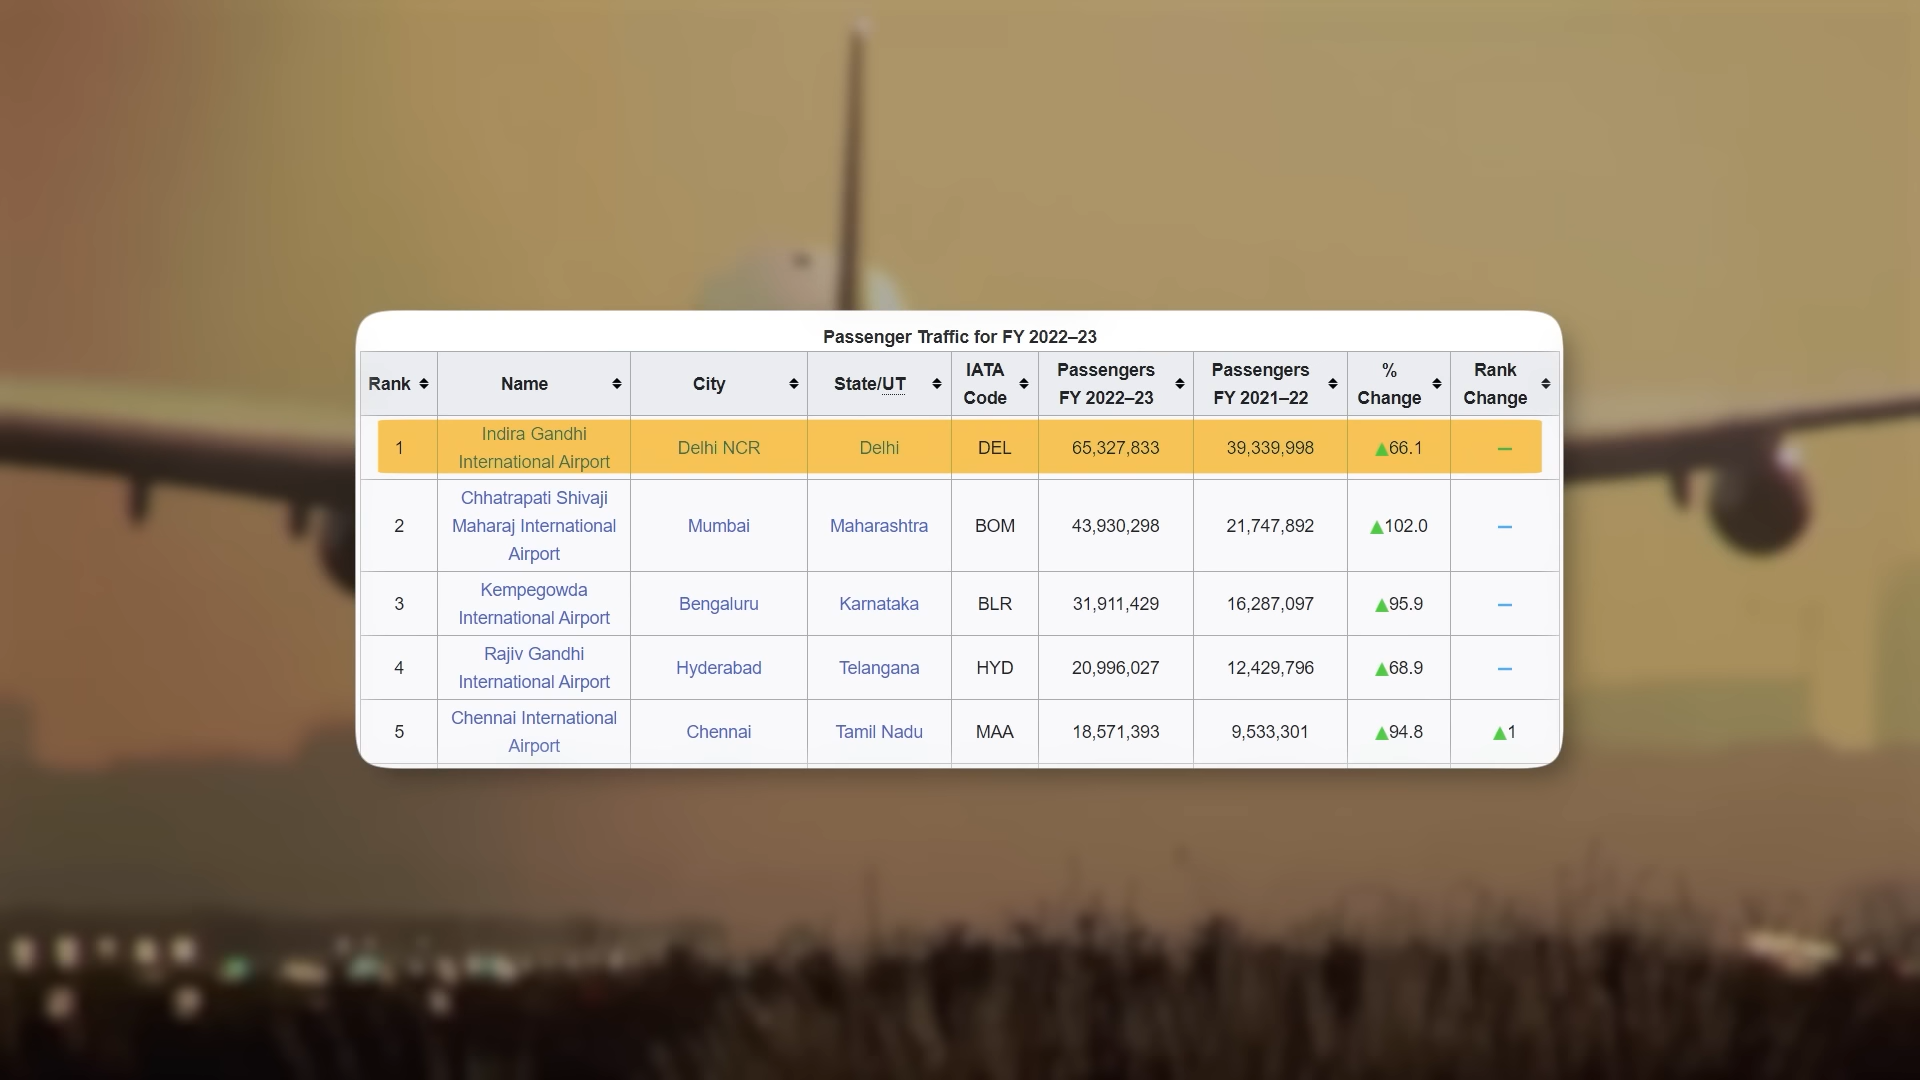 Passenger Traffic for FY 2022–23
Rank Name City State/UT IATA Code Passengers FY 2022–23 Passengers FY 2021–22 % Change Rank Change
1 Indira Gandhi International Airport Delhi NCR Delhi DEL 65,327,833 39,339,998 ▲66.1 –
2 Chhatrapati Shivaji Maharaj International Airport Mumbai Maharashtra BOM 43,930,298 21,747,892 ▲102.0 –
3 Kempegowda International Airport Bengaluru Karnataka BLR 31,911,429 16,287,097 ▲95.9 –
4 Rajiv Gandhi International Airport Hyderabad Telangana HYD 20,996,027 12,429,796 ▲68.9 –
5 Chennai International Airport Chennai Tamil Nadu MAA 18,571,393 9,533,301 ▲94.8 ▲1